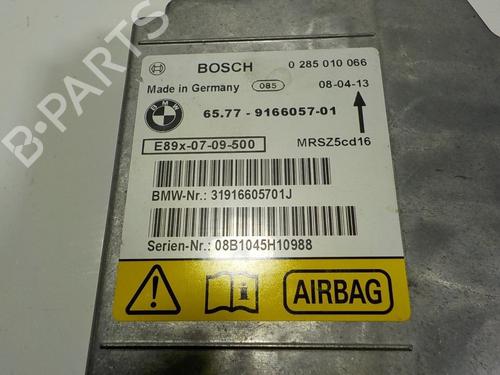 BOSCH 0 285 010 066
Made in Germany 085 08-04-13
BMW 65.77 - 9166057-01
E89x-07-09-500 MRSZ5cd16
BMW-Nr.: 31916605701J
Serien-Nr.: 08B1045H10988
AIRBAG
B-PARTS